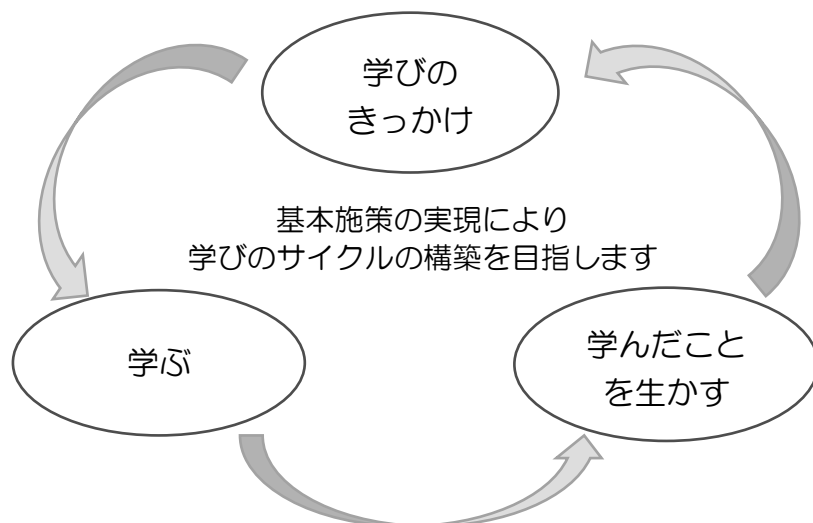 学びの
きっかけ
基本施策の実現により
学びのサイクルの構築を目指します
学ぶ
学んだこと
を生かす